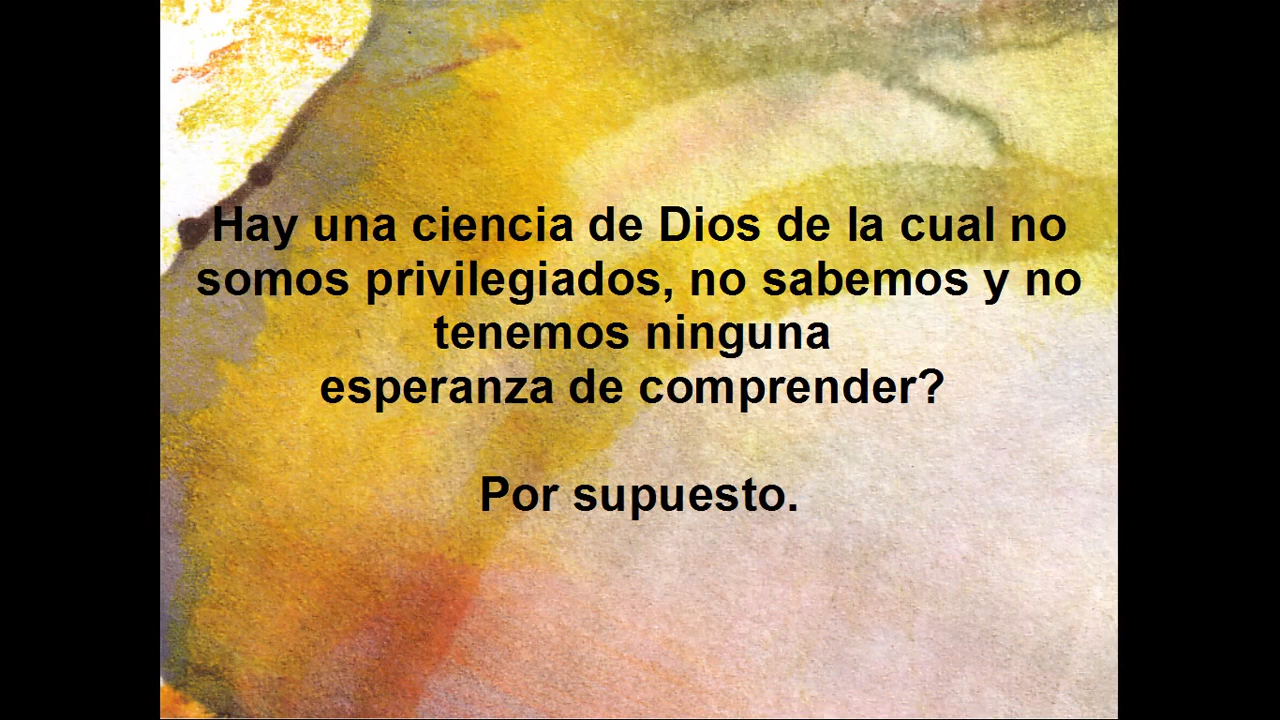 Hay una ciencia de Dios de la cual no
somos privilegiados, no sabemos y no
tenemos ninguna
esperanza de comprender?
Por supuesto.